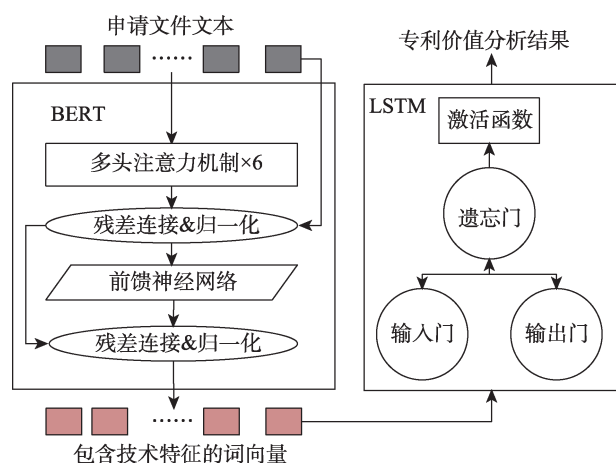 申请文件文本
······
BERT
多头注意力机制×6
残差连接&归一化
前馈神经网络
残差连接&归一化
······
包含技术特征的词向量
专利价值分析结果
LSTM
激活函数
遗忘门
输入门
输出门